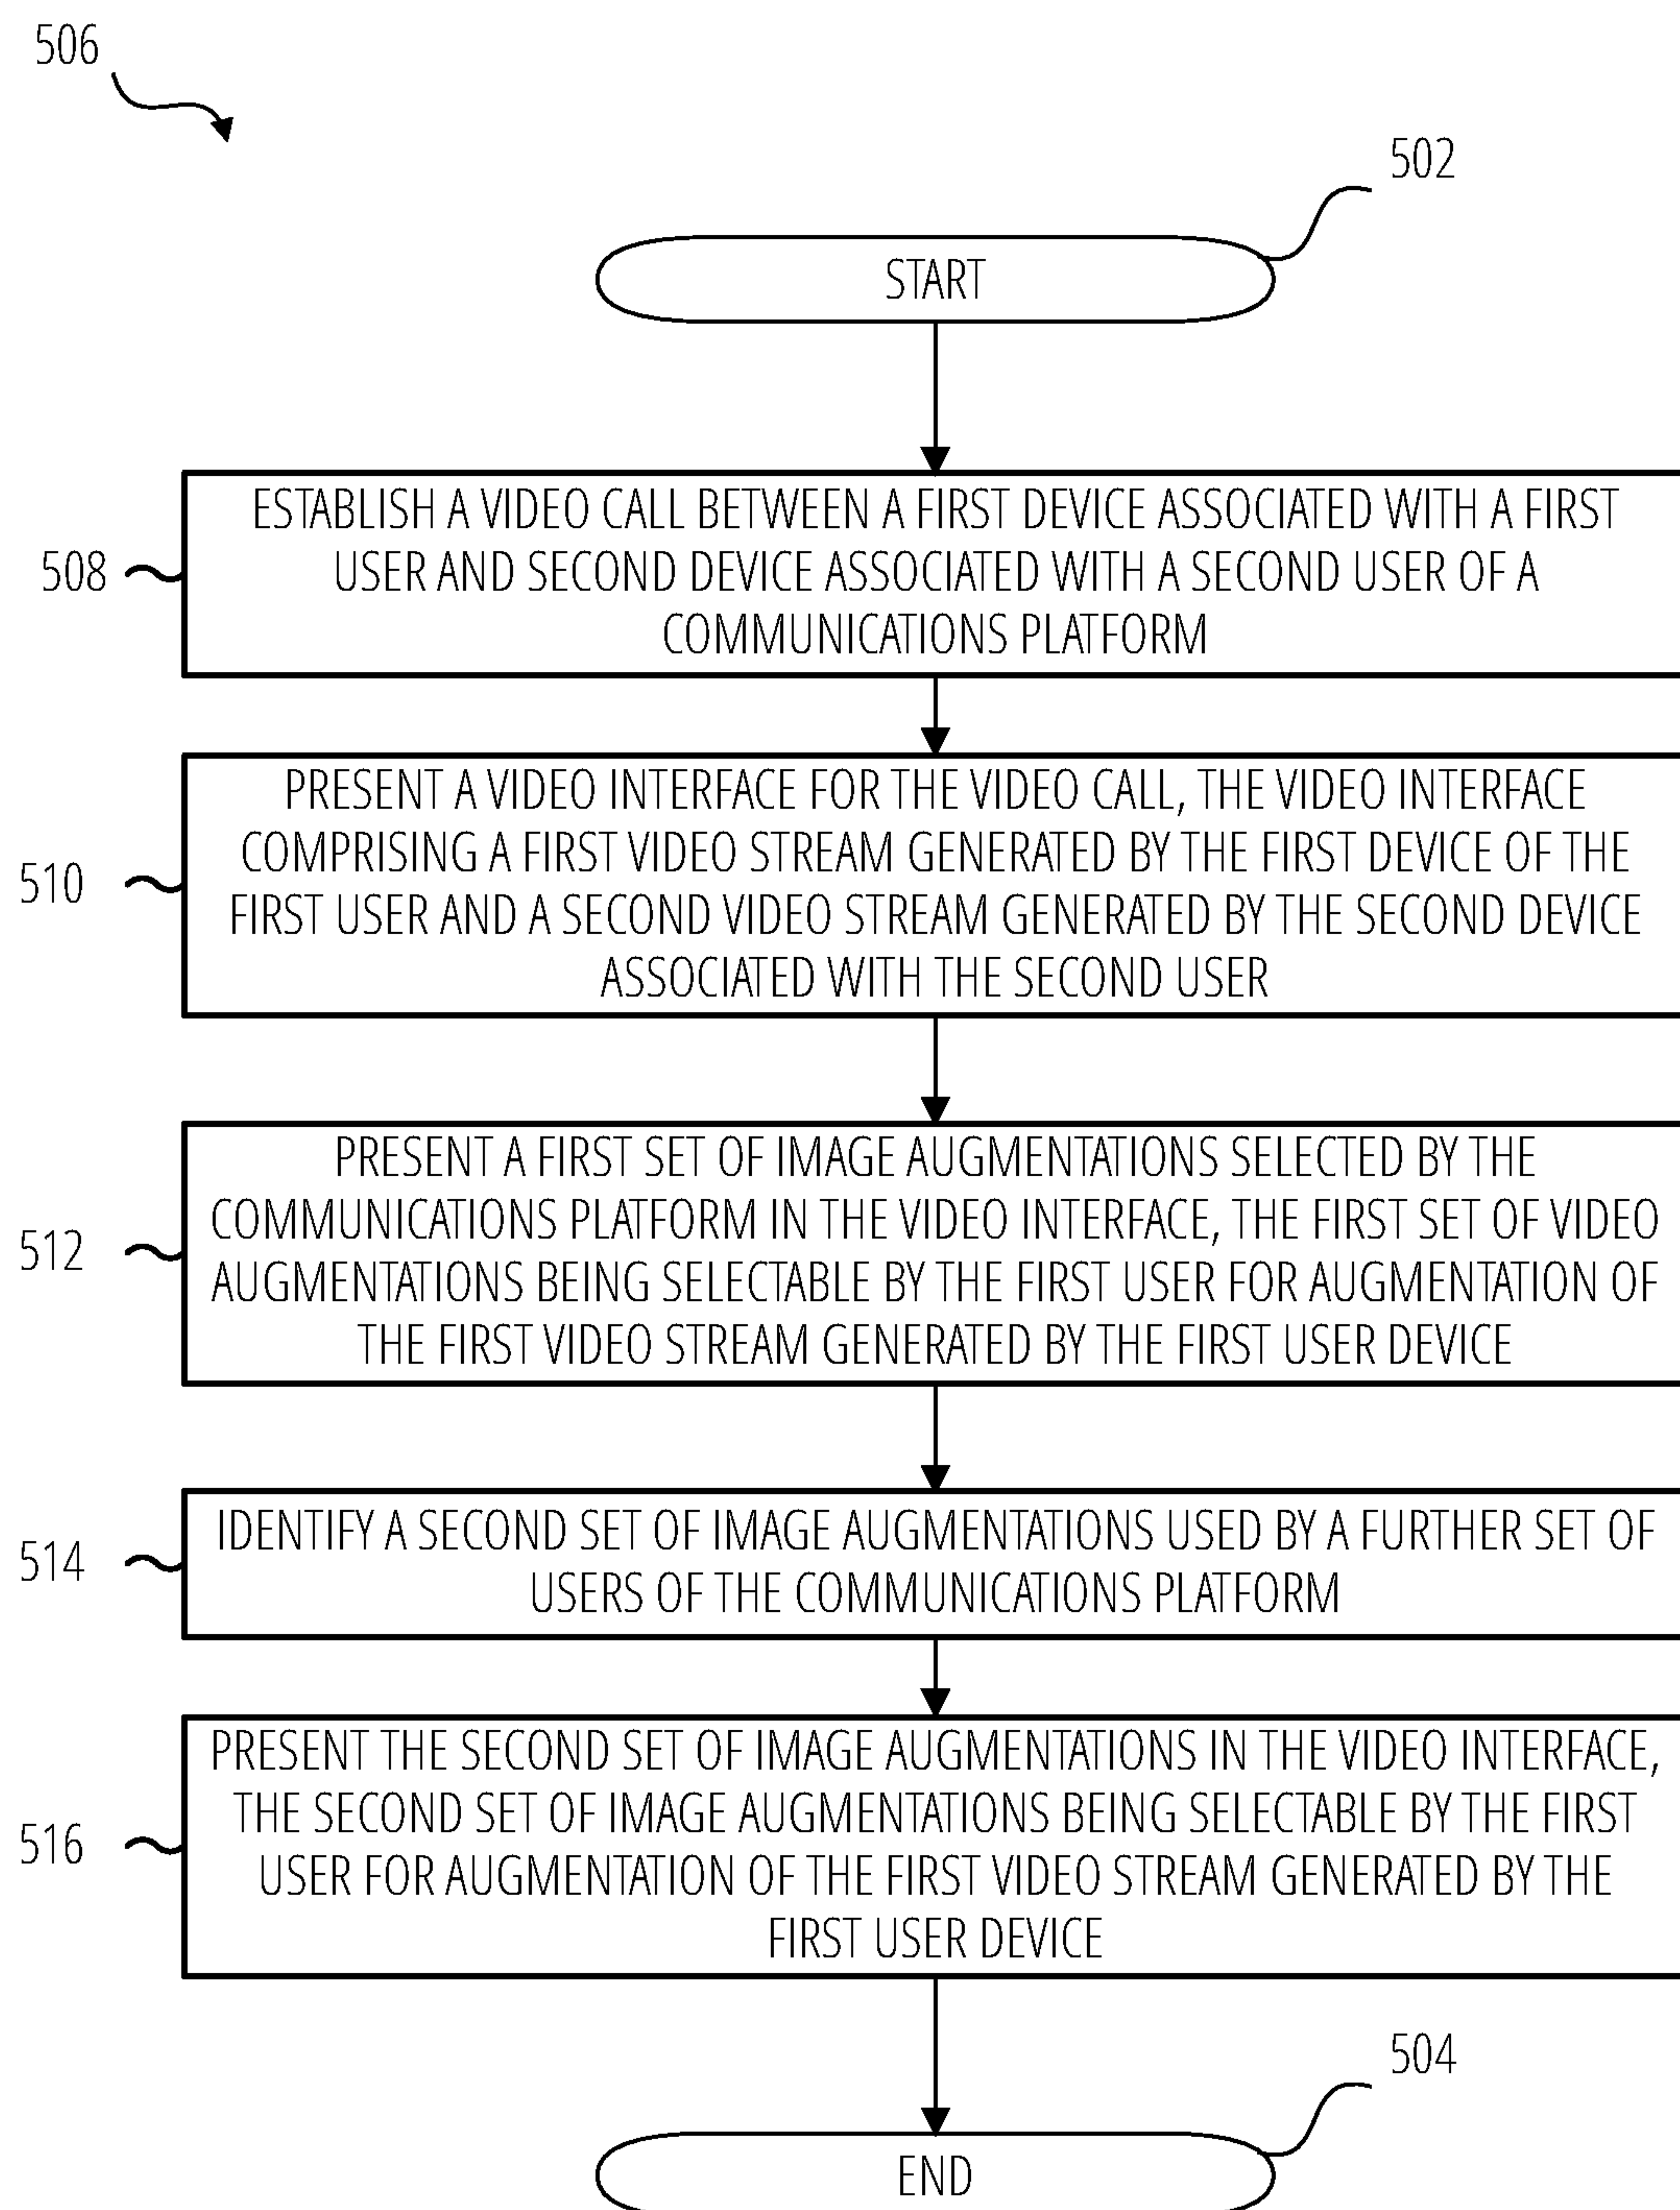 506
502
START
508
ESTABLISH A VIDEO CALL BETWEEN A FIRST DEVICE ASSOCIATED WITH A FIRST
USER AND SECOND DEVICE ASSOCIATED WITH A SECOND USER OF A
COMMUNICATIONS PLATFORM
510
PRESENT A VIDEO INTERFACE FOR THE VIDEO CALL, THE VIDEO INTERFACE
COMPRISING A FIRST VIDEO STREAM GENERATED BY THE FIRST DEVICE OF THE
FIRST USER AND A SECOND VIDEO STREAM GENERATED BY THE SECOND DEVICE
ASSOCIATED WITH THE SECOND USER
512
PRESENT A FIRST SET OF IMAGE AUGMENTATIONS SELECTED BY THE
COMMUNICATIONS PLATFORM IN THE VIDEO INTERFACE, THE FIRST SET OF VIDEO
AUGMENTATIONS BEING SELECTABLE BY THE FIRST USER FOR AUGMENTATION OF
THE FIRST VIDEO STREAM GENERATED BY THE FIRST USER DEVICE
514
IDENTIFY A SECOND SET OF IMAGE AUGMENTATIONS USED BY A FURTHER SET OF
USERS OF THE COMMUNICATIONS PLATFORM
516
PRESENT THE SECOND SET OF IMAGE AUGMENTATIONS IN THE VIDEO INTERFACE,
THE SECOND SET OF IMAGE AUGMENTATIONS BEING SELECTABLE BY THE FIRST
USER FOR AUGMENTATION OF THE FIRST VIDEO STREAM GENERATED BY THE
FIRST USER DEVICE
504
END